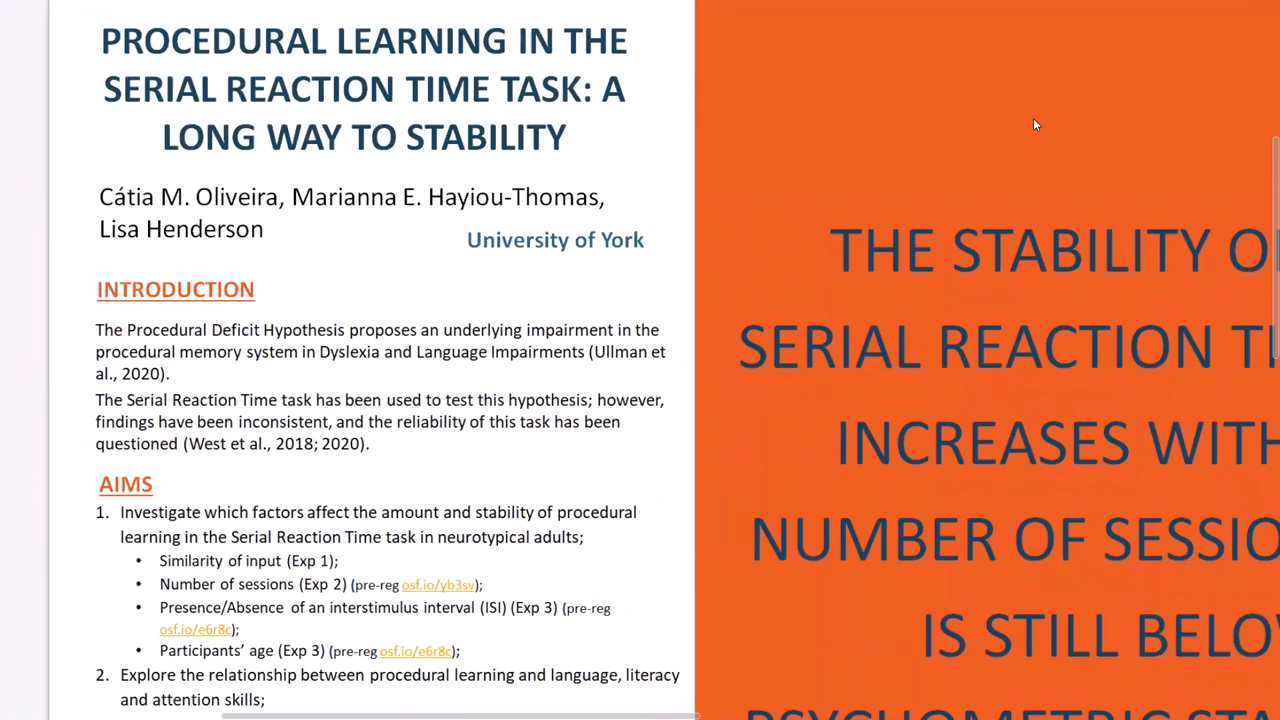 PROCEDURAL LEARNING IN THE
SERIAL REACTION TIME TASK: A
LONG WAY TO STABILITY
Cátia M. Oliveira, Marianna E. Hayiou-Thomas,
Lisa Henderson
University of York
INTRODUCTION
The Procedural Deficit Hypothesis proposes an underlying impairment in the
procedural memory system in Dyslexia and Language Impairments (Ullman et
al., 2020).
The Serial Reaction Time task has been used to test this hypothesis; however,
findings have been inconsistent, and the reliability of this task has been
questioned (West et al., 2018; 2020).
AIMS
1. Investigate which factors affect the amount and stability of procedural
learning in the Serial Reaction Time task in neurotypical adults;
• Similarity of input (Exp 1);
• Number of sessions (Exp 2) (pre-reg osf.io/yb3sv);
• Presence/Absence of an interstimulus interval (ISI) (Exp 3) (pre-reg
osf.io/e6r8c);
• Participants' age (Exp 3) (pre-reg osf.io/e6r8c);
2. Explore the relationship between procedural learning and language, literacy
and attention skills;
THE STABILITY O
SERIAL REACTION T
INCREASES WITH
NUMBER OF SESSIO
IS STILL BELO